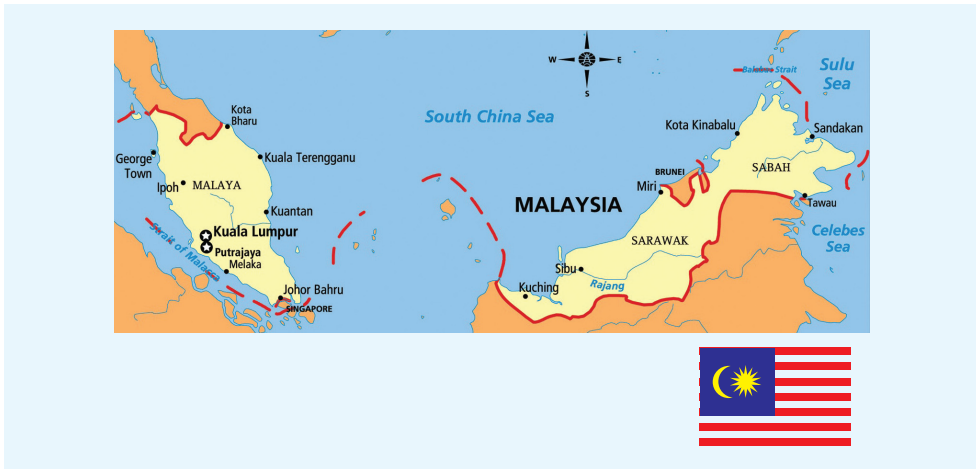 W
E
S
Balabac Strait
Sulu
Sea
Kota
Bharu
South China Sea
Kota Kinabalu
Sandakan
George
Town
Kuala Terengganu
SABAH
BRUNEI
Ipoh
MALAYA
Miri
Tawau
Kuantan
MALAYSIA
Kuala Lumpur
Celebes
Sea
Strait of Malacca
Putrajaya
SARAWAK
Melaka
Sibu
Rajang
Kuching
Johor Bahru
SINGAPORE